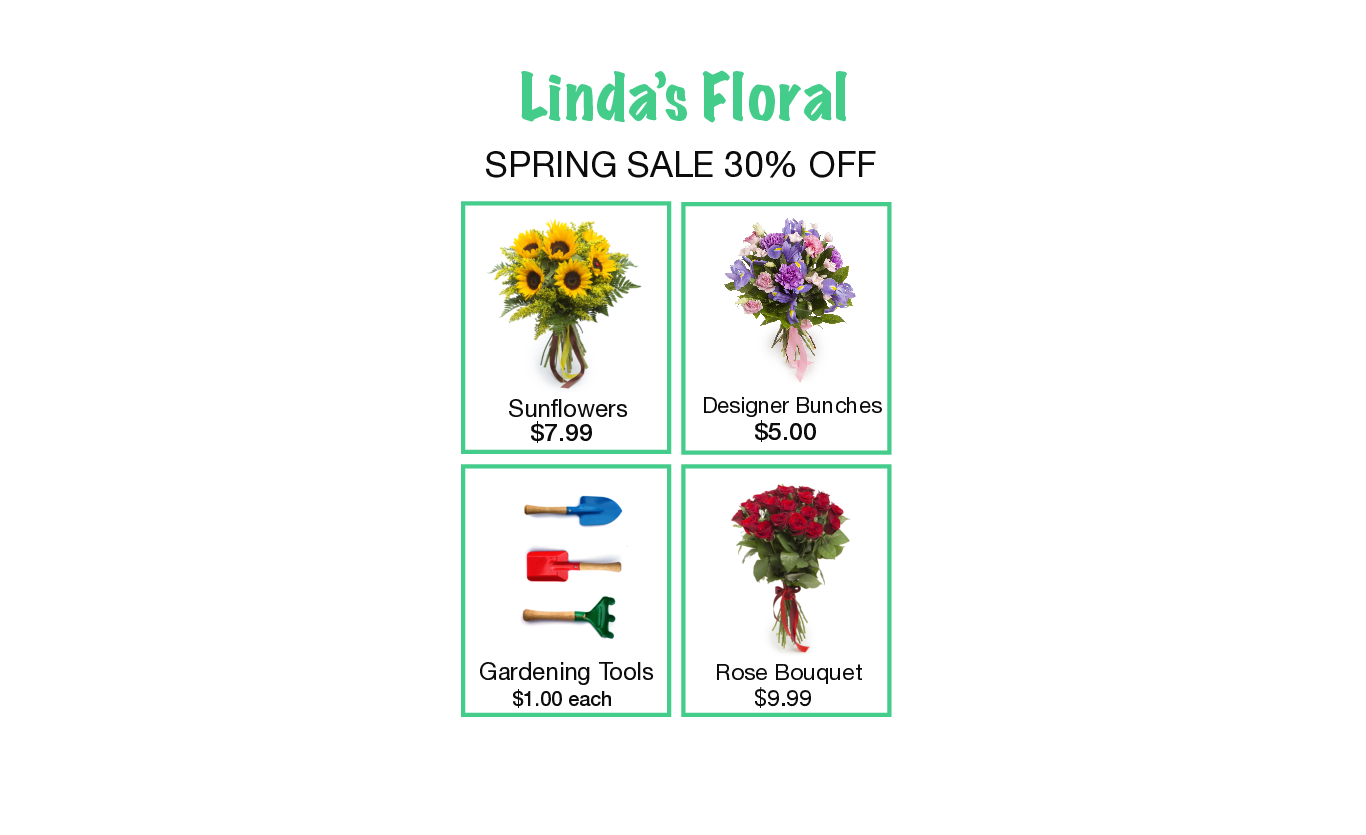 Linda's Floral
SPRING SALE 30% OFF
Sunflowers
$7.99
Designer Bunches
$5.00
Gardening Tools
$1.00 each
Rose Bouquet
$9.99